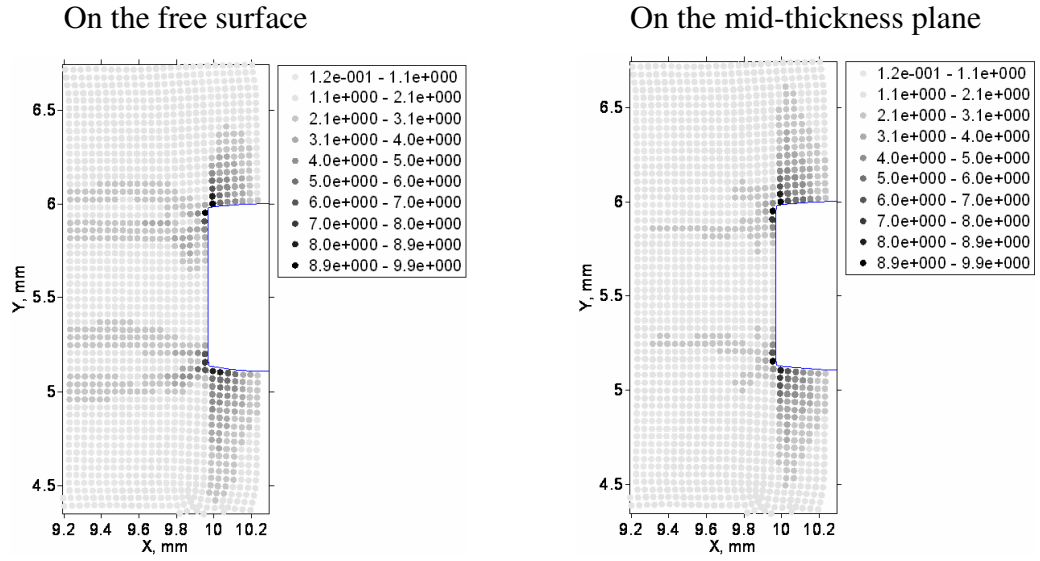 On the free surface
On the mid-thickness plane
6.5
6
5.5
5
4.5
Y, mm
9.2 9.4 9.6 9.8 10 10.2
X, mm
1.2e-001 - 1.1e+000
1.1e+000 - 2.1e+000
2.1e+000 - 3.1e+000
3.1e+000 - 4.0e+000
4.0e+000 - 5.0e+000
5.0e+000 - 6.0e+000
6.0e+000 - 7.0e+000
7.0e+000 - 8.0e+000
8.0e+000 - 8.9e+000
8.9e+000 - 9.9e+000
6.5
6
5.5
5
4.5
Y, mm
9.2 9.4 9.6 9.8 10 10.2
X, mm
1.2e-001 - 1.1e+000
1.1e+000 - 2.1e+000
2.1e+000 - 3.1e+000
3.1e+000 - 4.0e+000
4.0e+000 - 5.0e+000
5.0e+000 - 6.0e+000
6.0e+000 - 7.0e+000
7.0e+000 - 8.0e+000
8.0e+000 - 8.9e+000
8.9e+000 - 9.9e+000